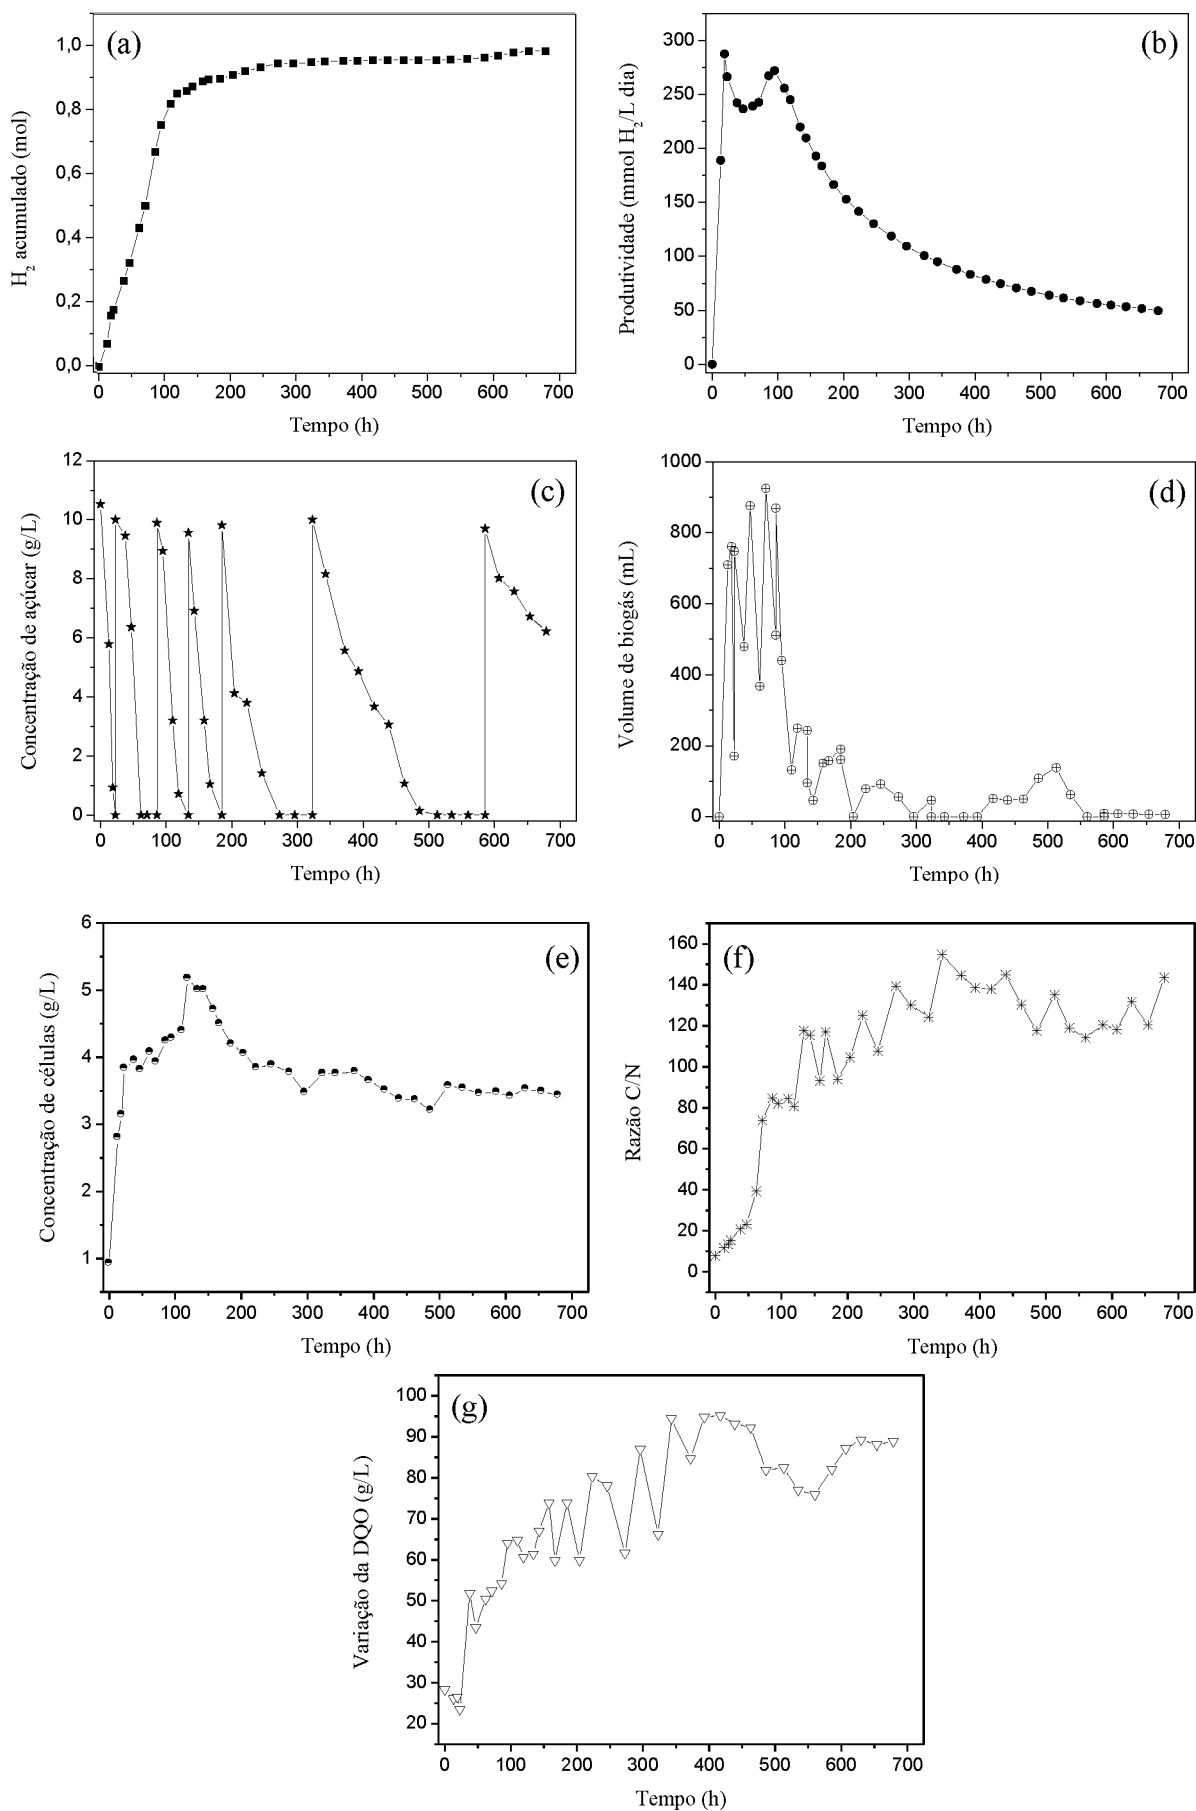 (a)
H2 acumulado (mol)
1,0
0,8
0,6
0,4
0,2
0,0
0 100 200 300 400 500 600 700
Tempo (h)
(b)
Produtividade (mmol H2/L dia)
300
250
200
150
100
50
0
0 100 200 300 400 500 600 700
Tempo (h)
(c)
Concentração de açúcar (g/L)
12
10
8
6
4
2
0
0 100 200 300 400 500 600 700
Tempo (h)
(d)
Volume de biogás (mL)
1000
800
600
400
200
0
0 100 200 300 400 500 600 700
Tempo (h)
(e)
Concentração de células (g/L)
6
5
4
3
2
1
0 100 200 300 400 500 600 700
Tempo (h)
(f)
Razão C/N
160
140
120
100
80
60
40
20
0
0 100 200 300 400 500 600 700
Tempo (h)
(g)
Variação da DQO (g/L)
100
90
80
70
60
50
40
30
20
0 100 200 300 400 500 600 700
Tempo (h)